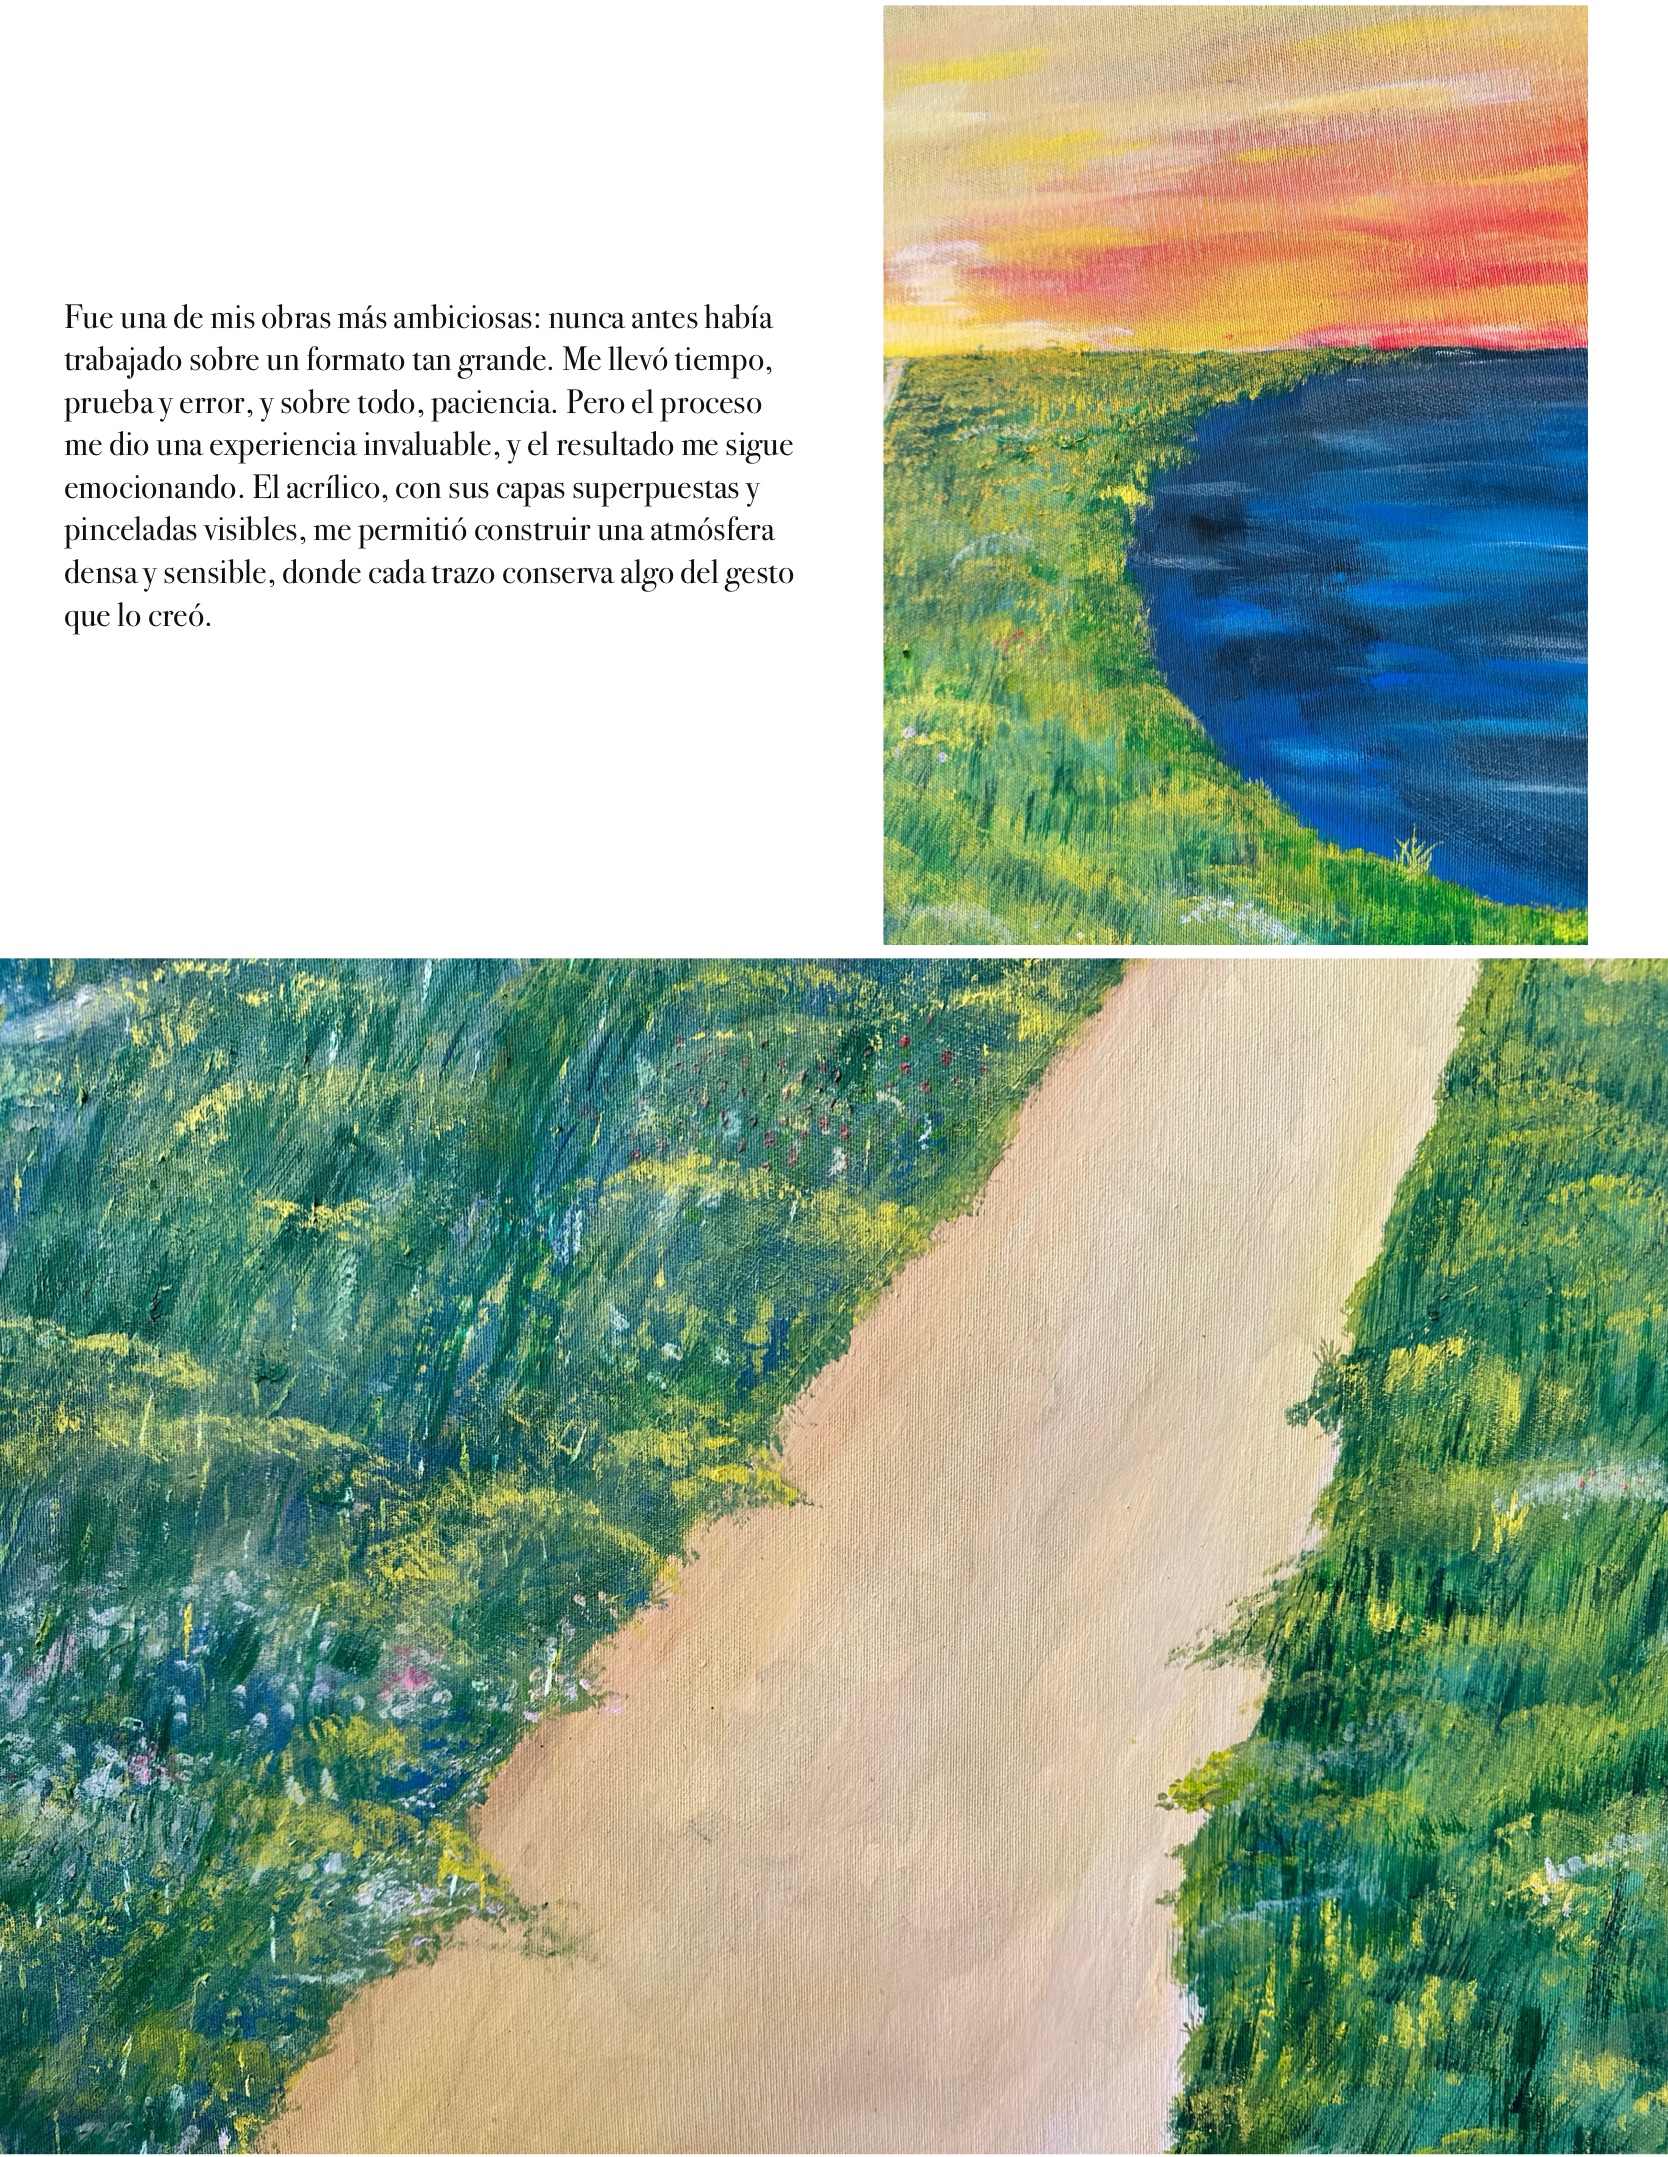 Fue una de mis obras más ambiciosas: nunca antes había
trabajado sobre un formato tan grande. Me llevó tiempo,
prueba y error, y sobre todo, paciencia. Pero el proceso
me dio una experiencia invaluable, y el resultado me sigue
emocionando. El acrílico, con sus capas superpuestas y
pinceladas visibles, me permitió construir una atmósfera
densa y sensible, donde cada trazo conserva algo del gesto
que lo creó.